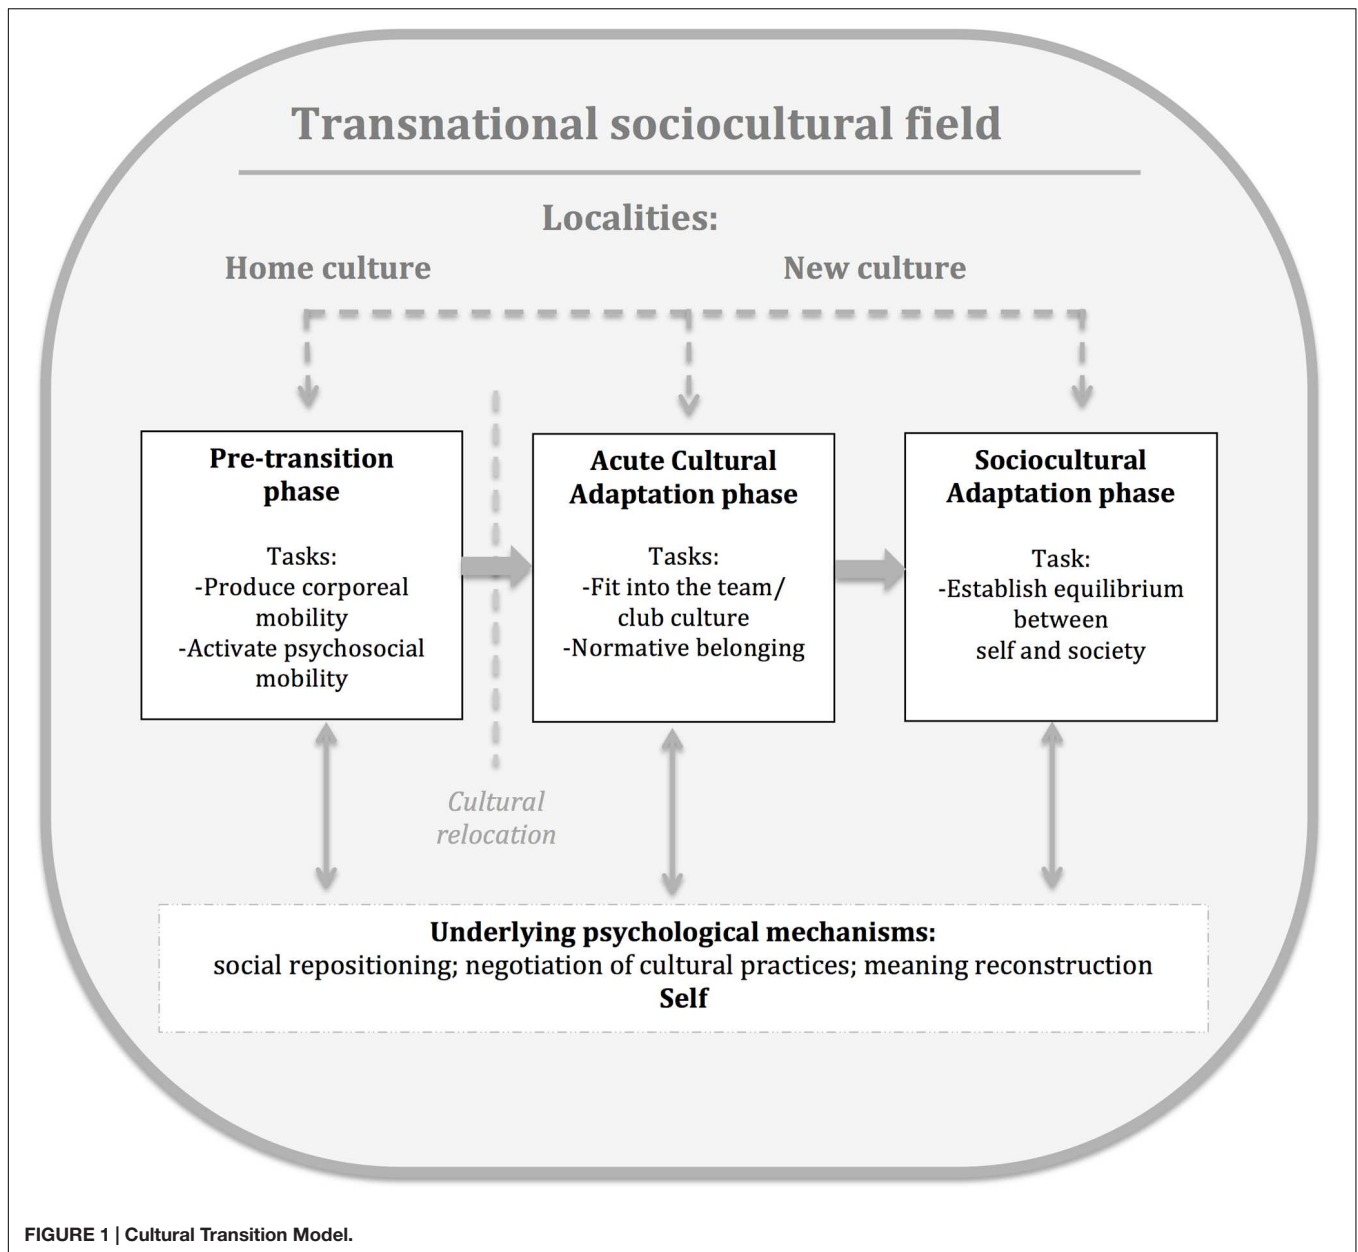 Transnational sociocultural field
Localities:
Home culture
New culture
Pre-transition
phase
Tasks:
-Produce corporeal
mobility
-Activate psychosocial
mobility
Acute Cultural
Adaptation phase
Tasks:
-Fit into the team/
club culture
-Normative belonging
Sociocultural
Adaptation phase
Task:
-Establish equilibrium
between
self and society
Cultural
relocation
Underlying psychological mechanisms:
social repositioning; negotiation of cultural practices; meaning reconstruction
Self
FIGURE 1 | Cultural Transition Model.